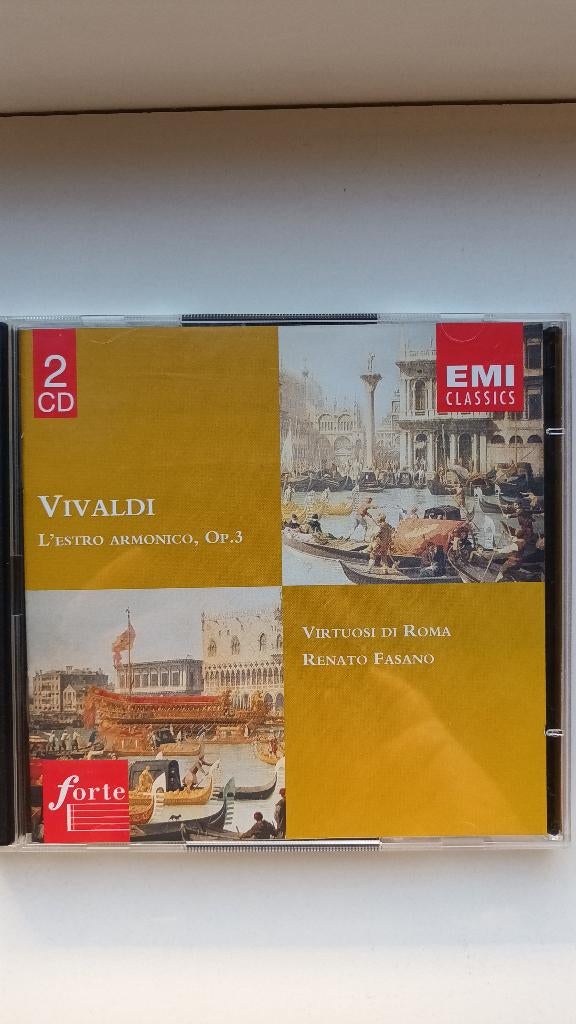 2
CD
EMI
CLASSICS
VIVALDI
L'ESTRO ARMONICO, OP.3
VIRTUOSI DI ROMA
RENATO FASANO
forte